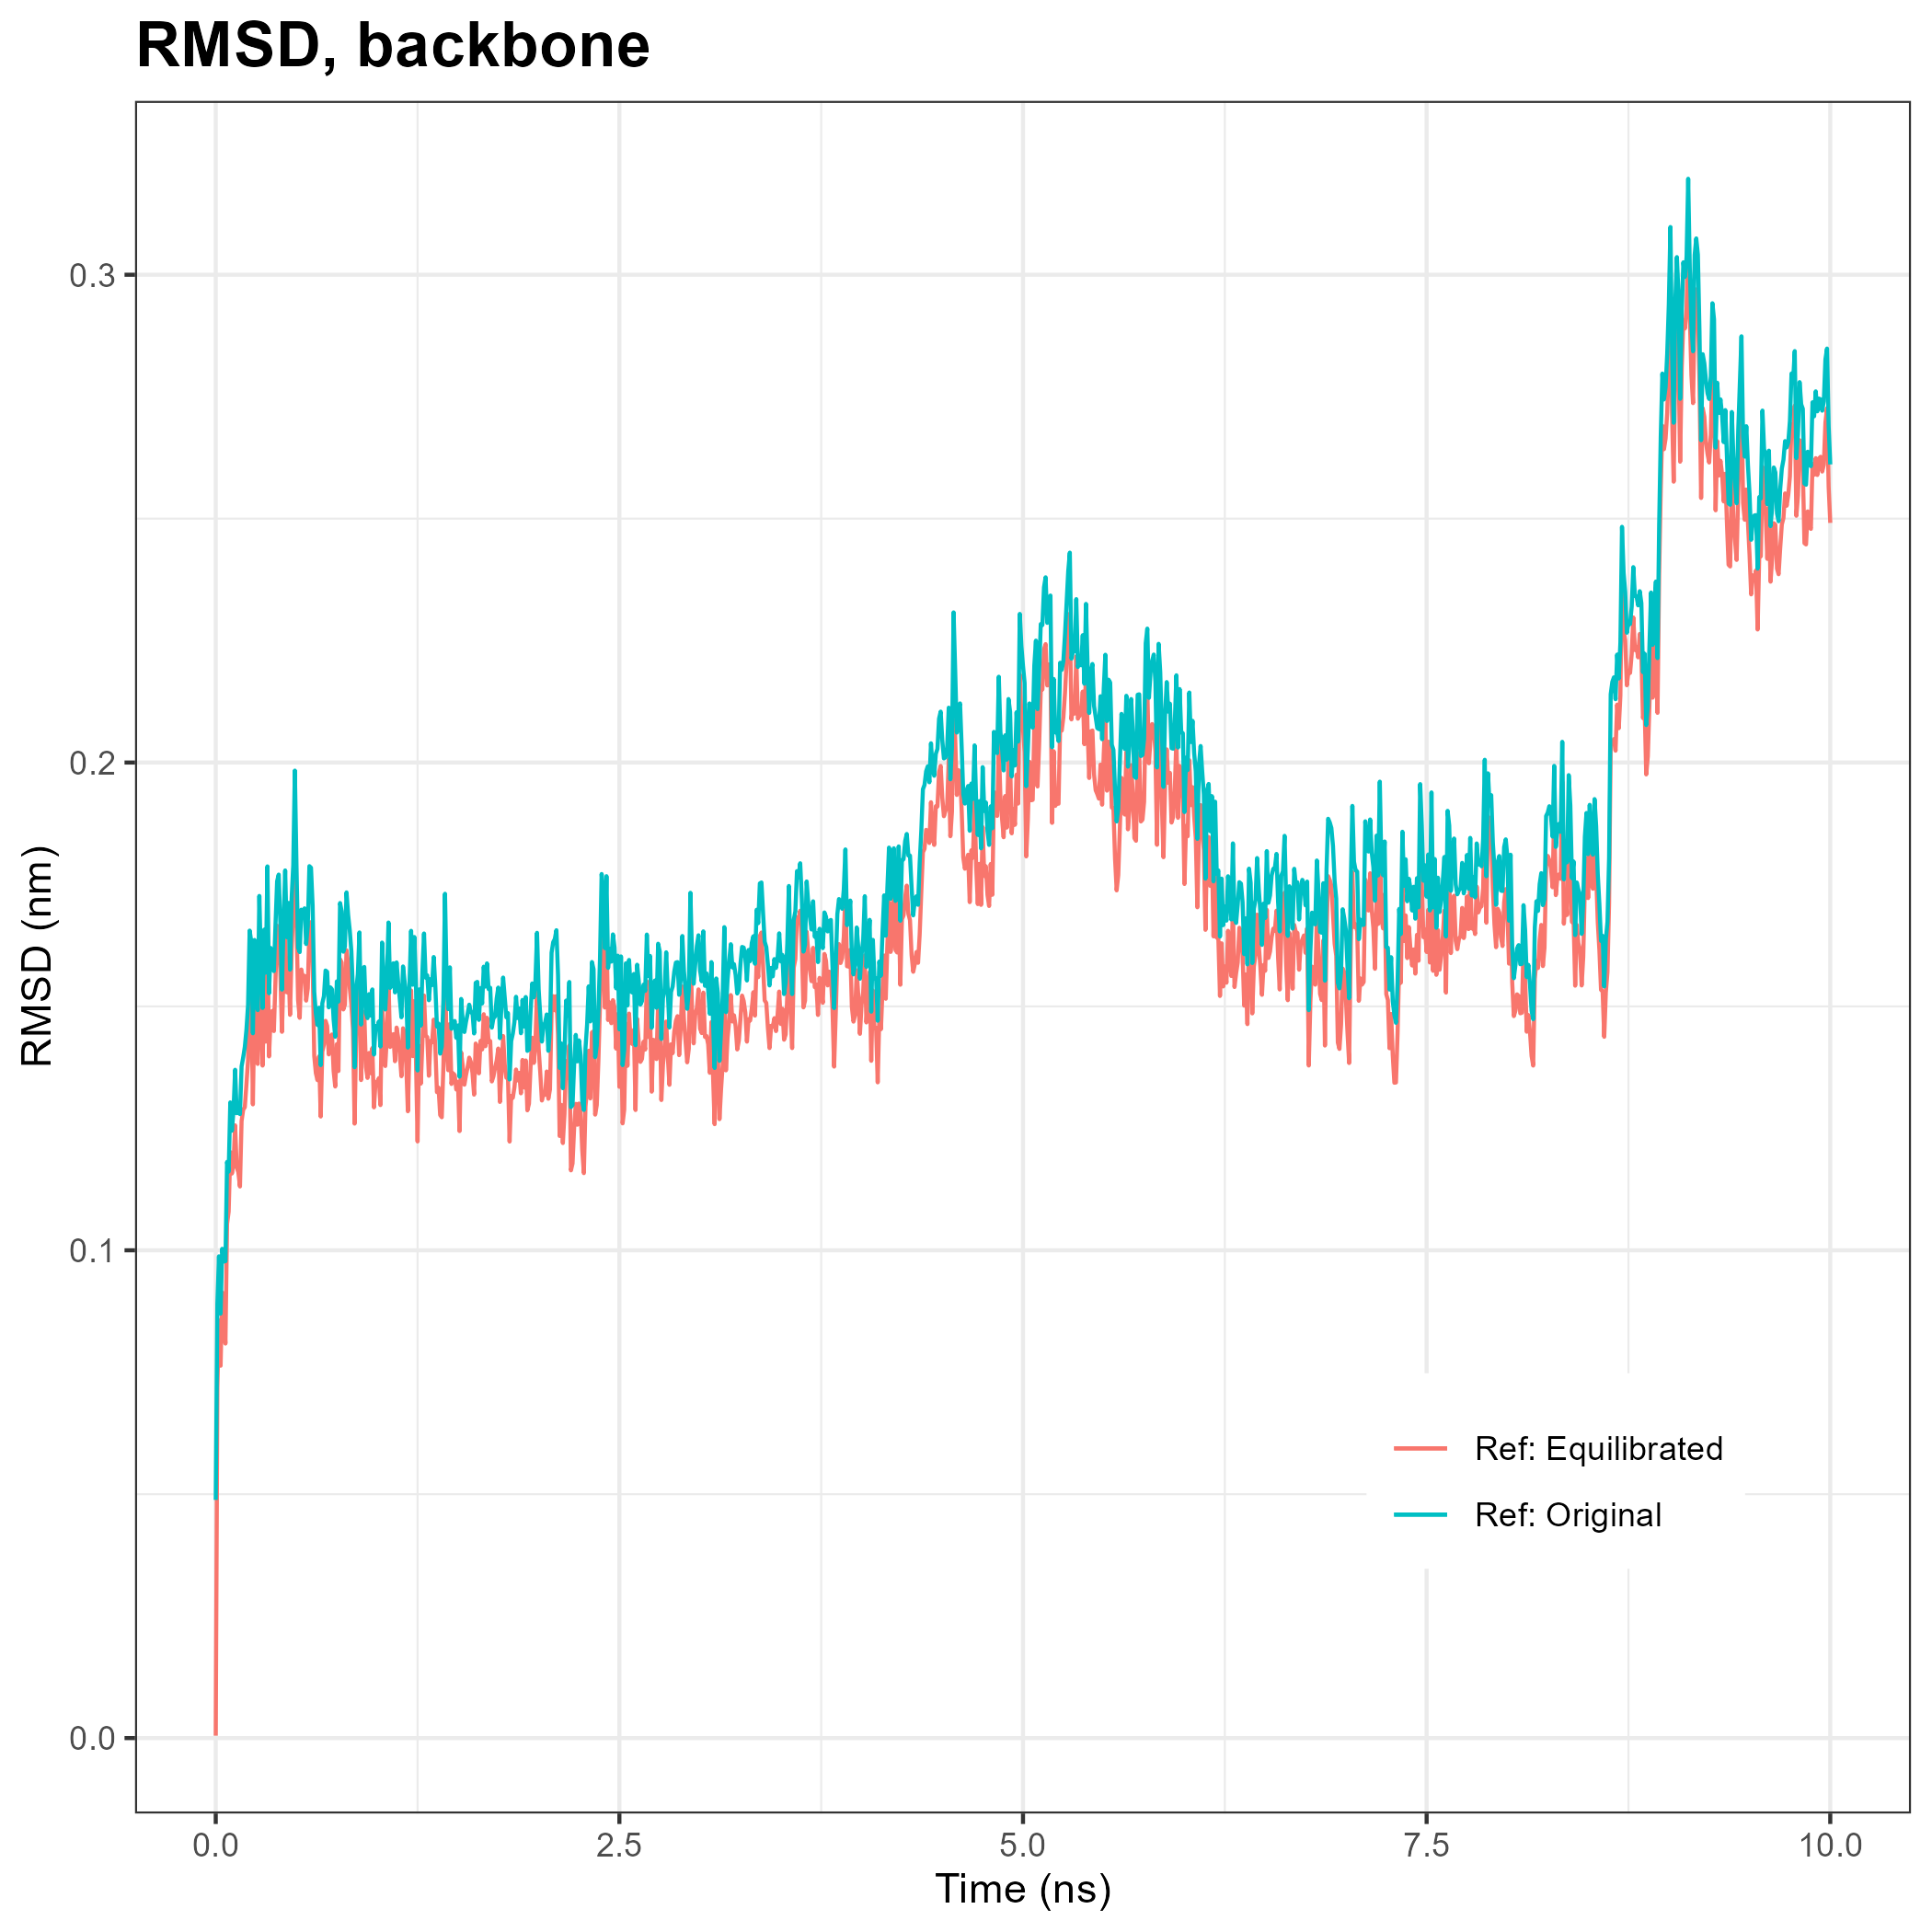 RMSD, backbone
RMSD (nm)
0.3
0.2
0.1
0.0
Ref: Equilibrated
Ref: Original
0.0 2.5 5.0 7.5 10.0
Time (ns)